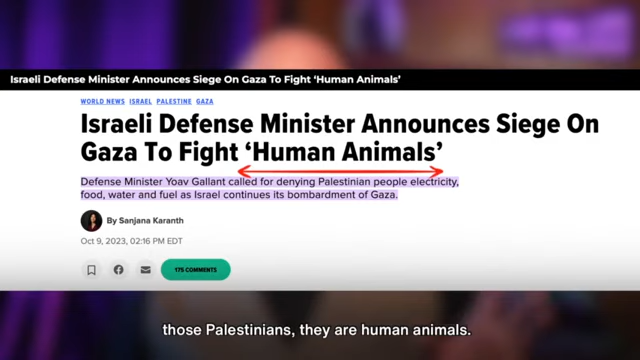 Israeli Defense Minister Announces Siege On Gaza To Fight ‘Human Animals’
WORLD NEWS ISRAEL PALESTINE GAZA
Israeli Defense Minister Announces Siege On
Gaza To Fight ‘Human Animals’
Defense Minister Yoav Gallant called for denying Palestinian people electricity,
food, water and fuel as Israel continues its bombardment of Gaza.
By Sanjana Karanth
Oct 9, 2023, 02:16 PM EDT
175 COMMENTS
those Palestinians, they are human animals.